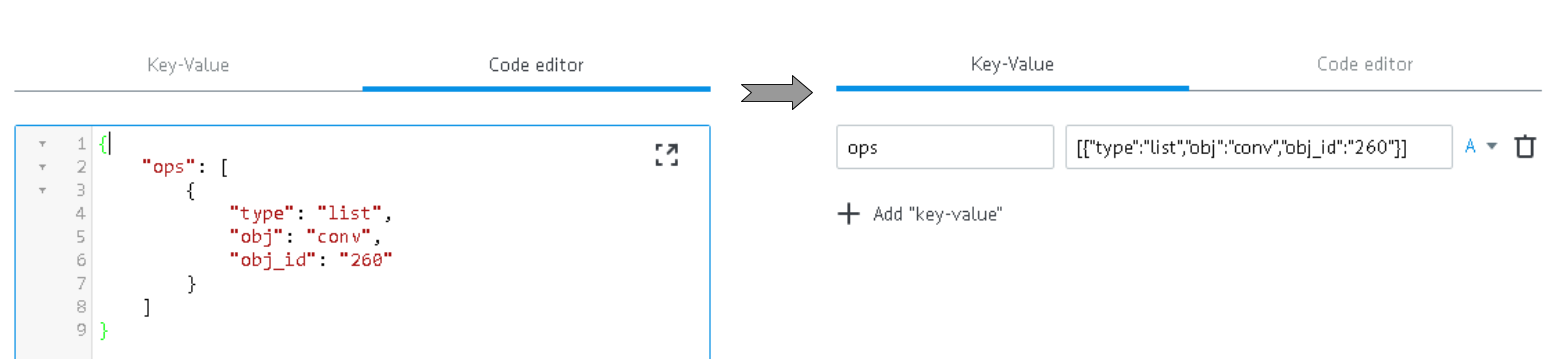 Key-Value
Code editor
1 {
2 "ops": [
3 {
4 "type": "list",
5 "obj": "conv",
6 "obj_id": "260"
7 }
8 ]
9 }
Key-Value
Code editor
ops
[{"type":"list","obj":"conv","obj_id":"260"}]
A
Add "key-value"